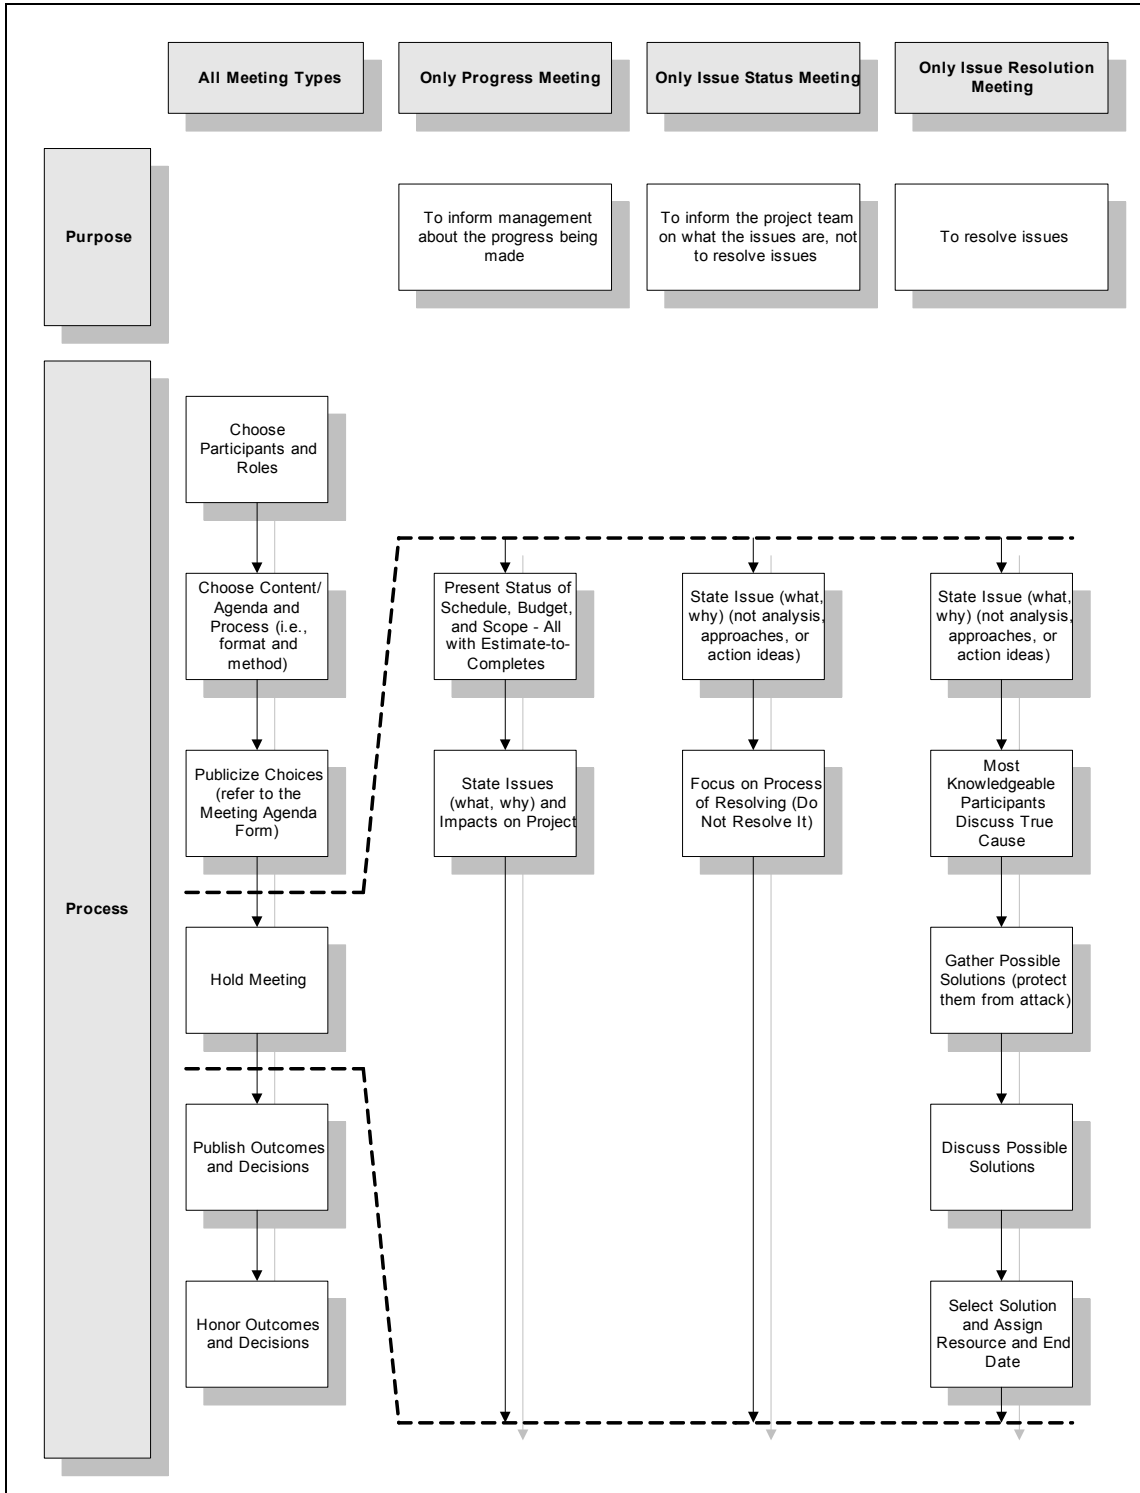 All Meeting Types
Only Progress Meeting
Only Issue Status Meeting
Only Issue Resolution
Meeting
Purpose
To inform management
about the progress being
made
To inform the project team
on what the issues are, not
to resolve issues
To resolve issues
Process
Choose
Participants and
Roles
Choose Content/
Agenda and
Process (i.e.,
format and
method)
Publicize Choices
(refer to the
Meeting Agenda
Form)
Hold Meeting
Publish Outcomes
and Decisions
Honor Outcomes
and Decisions
Present Status of
Schedule, Budget,
and Scope - All
with Estimate-to-
Completes
State Issues
(what, why) and
Impacts on Project
State Issue (what,
why) (not analysis,
approaches, or
action ideas)
Focus on Process
of Resolving (Do
Not Resolve It)
State Issue (what,
why) (not analysis,
approaches, or
action ideas)
Most
Knowledgeable
Participants
Discuss True
Cause
Gather Possible
Solutions (protect
them from attack)
Discuss Possible
Solutions
Select Solution
and Assign
Resource and End
Date